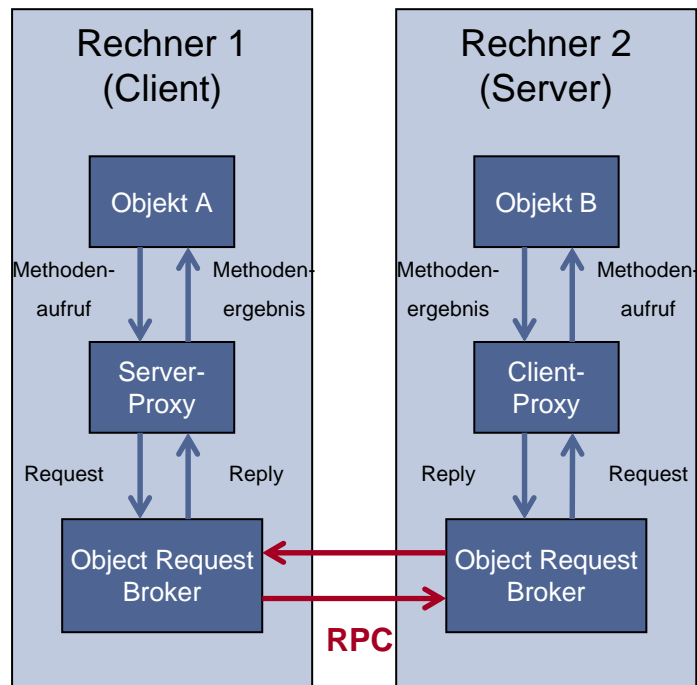 Rechner 1
(Client)
Objekt A
Methoden-
aufruf
Methoden-
ergebnis
Server-
Proxy
Request
Reply
Object Request
Broker
Rechner 2
(Server)
Objekt B
Methoden-
ergebnis
Methoden-
aufruf
Client-
Proxy
Reply
Request
Object Request
Broker
RPC